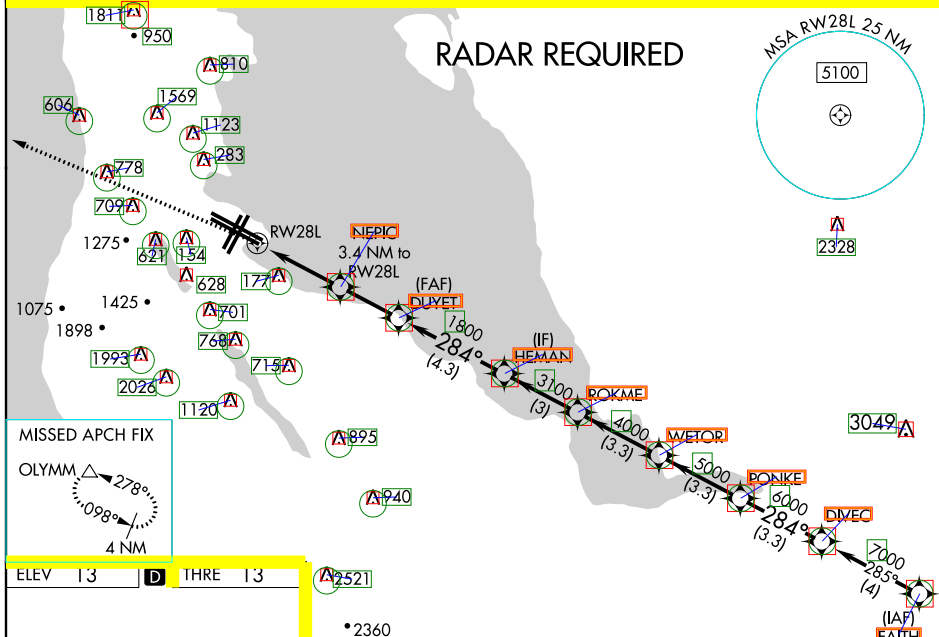 1811
950
810
RADAR REQUIRED
MSA RW28L 25 NM
5100
606
1569
1123
283
778
709
1275
621
154
RW28L
NEPIC
3.4 NM to
RW28L
2328
628
177
(FAF)
DUYET
1075
1425
1898
701
768
1800
284°
(4.3)
(IF)
HEMAN
1993
2026
715
3100
(3)
ROKME
1120
4000
(3.3)
WETOR
3049
MISSED APCH FIX
OLYMM
278°
098°
4 NM
895
940
5000
(3.3)
PONKE
6000
284°
(3.3)
DIVEC
7000
285°
(4)
ELEV 13
D
THRE 13
2521
2360
(IAF)
FAITH